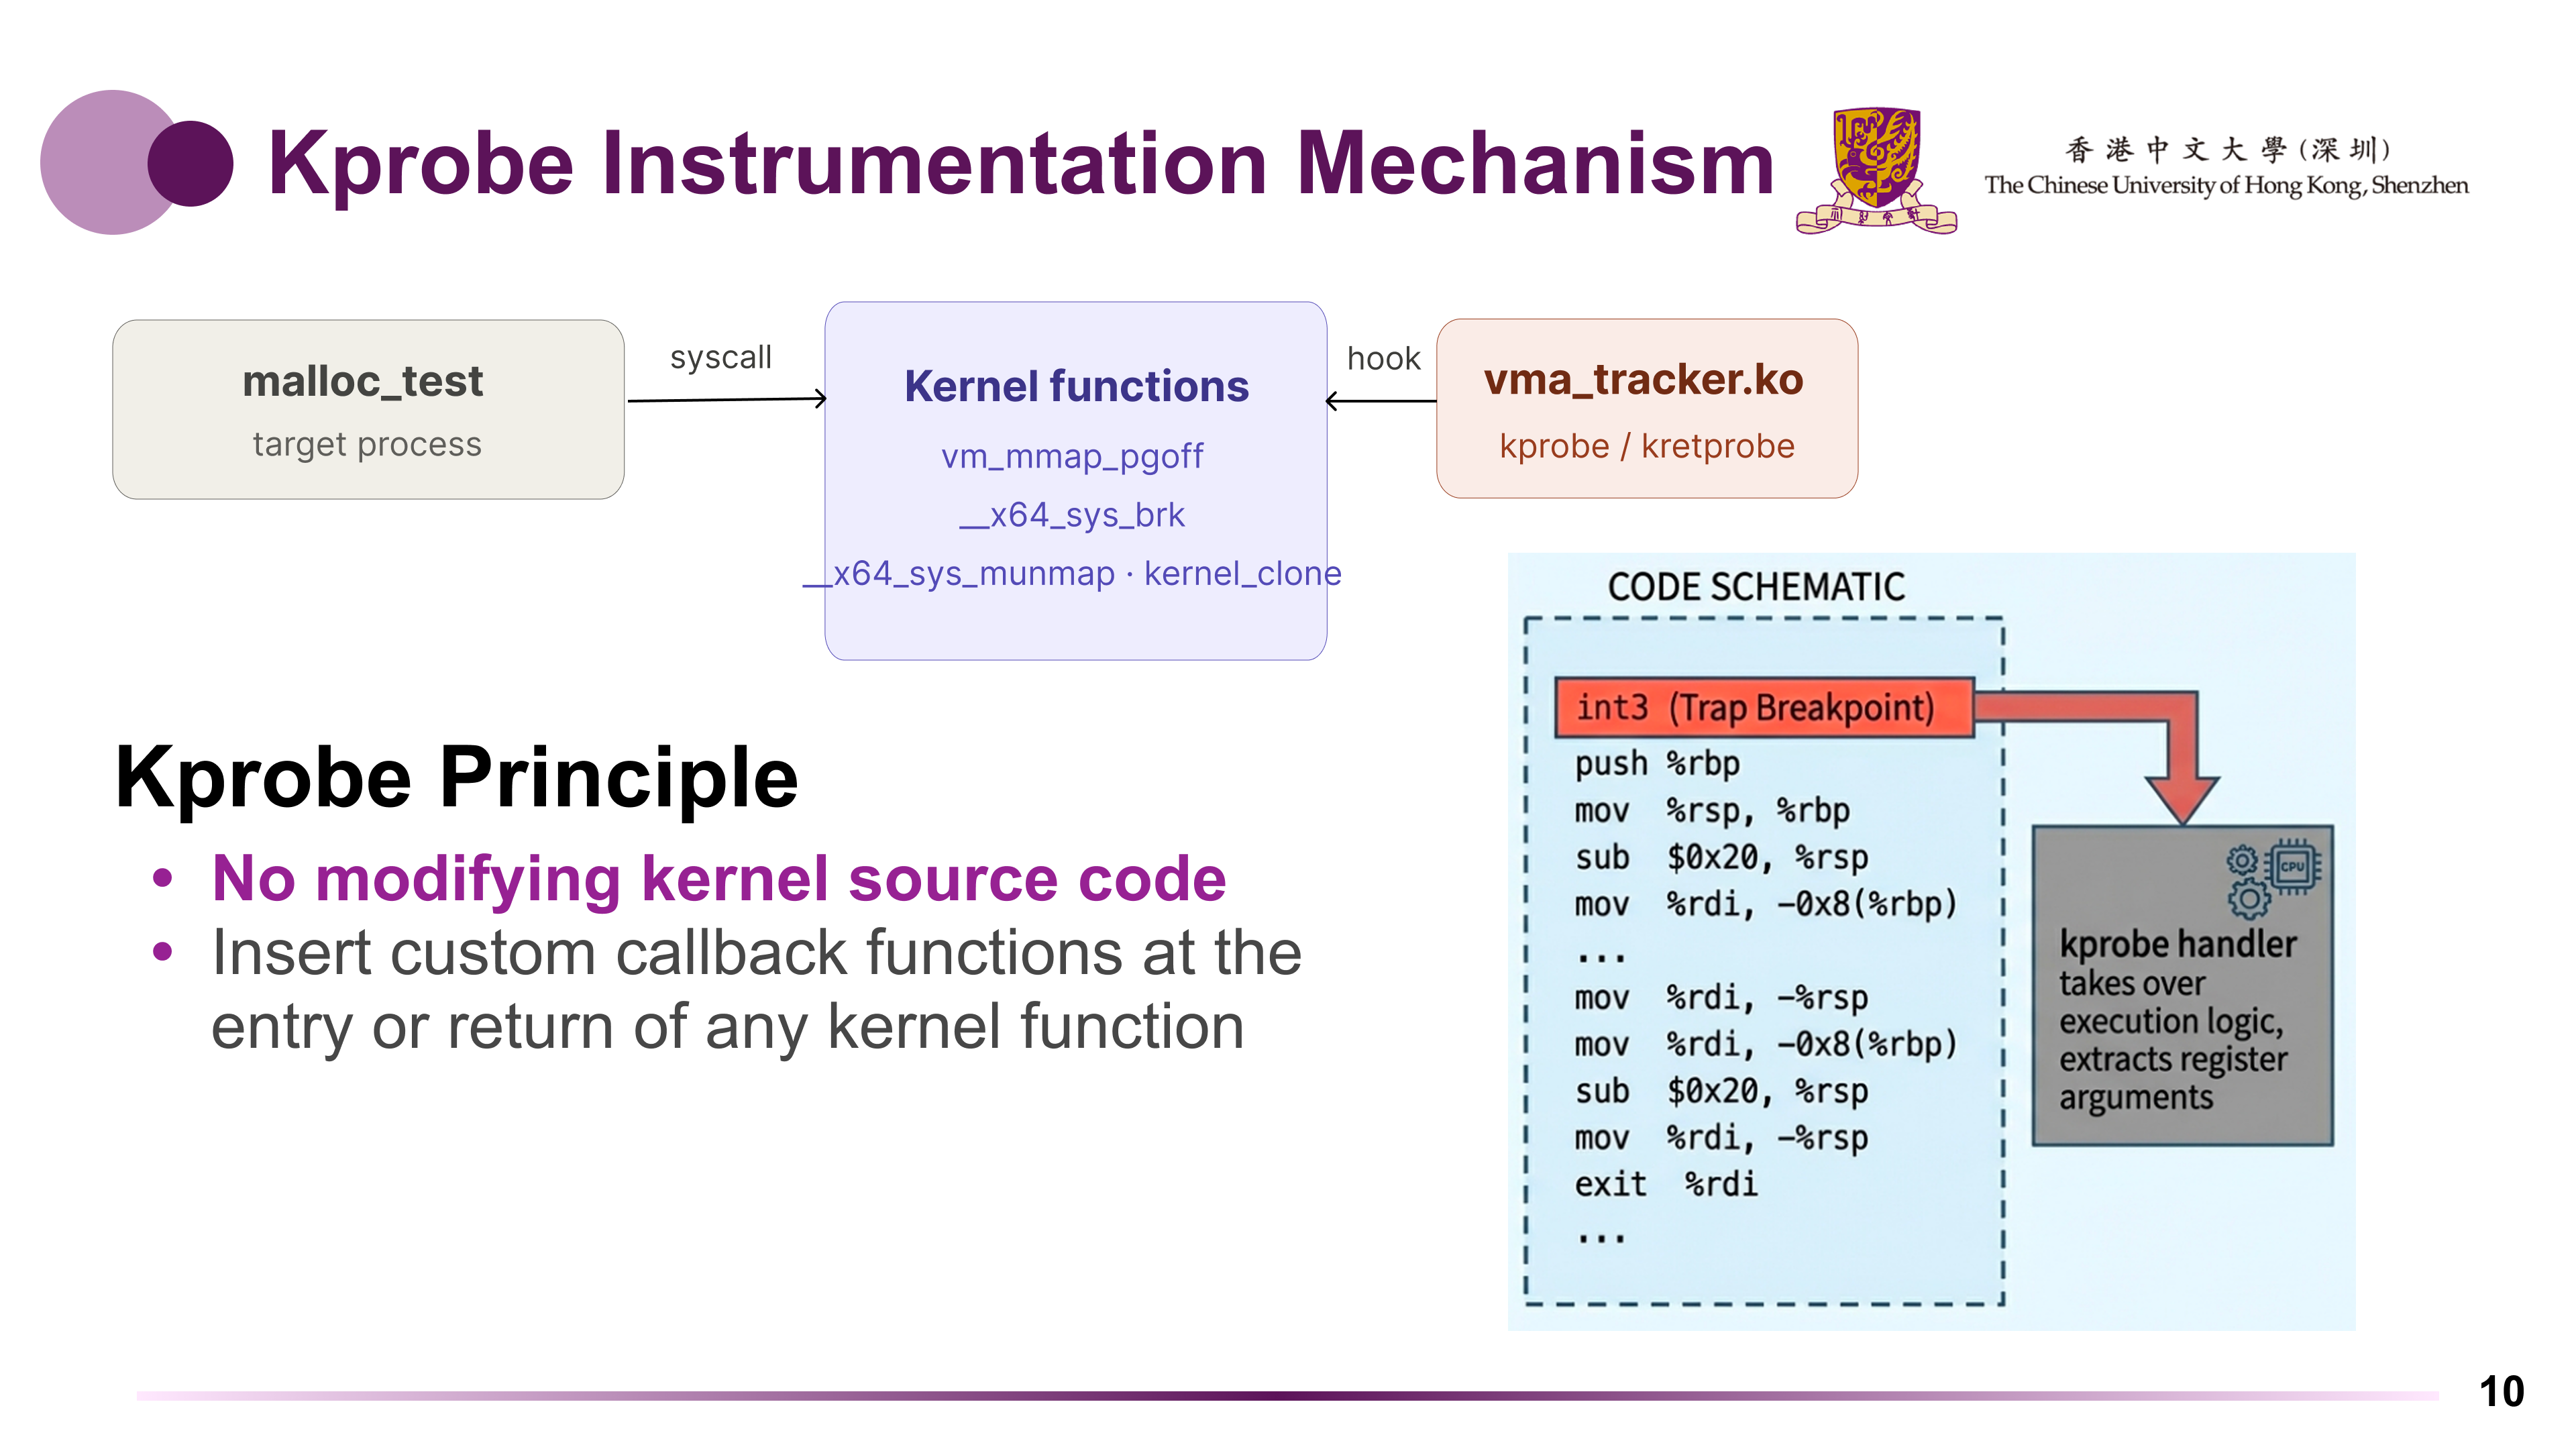 Kprobe Instrumentation Mechanism
香港中文大學(深圳)
The Chinese University of Hong Kong, Shenzhen
malloc_test
target process
syscall
Kernel functions
vm_mmap_pgoff
__x64_sys_brk
__x64_sys_munmap · kernel_clone
hook
vma_tracker.ko
kprobe / kretprobe
Kprobe Principle
• No modifying kernel source code
• Insert custom callback functions at the
entry or return of any kernel function
CODE SCHEMATIC
int3 (Trap Breakpoint)
push %rbp
mov %rsp, %rbp
sub $0x20, %rsp
mov %rdi, -0x8(%rbp)
...
mov %rdi, -%rsp
mov %rdi, -0x8(%rbp)
sub $0x20, %rsp
mov %rdi, -%rsp
exit %rdi
...
CPU
kprobe handler
takes over
execution logic,
extracts register
arguments
10